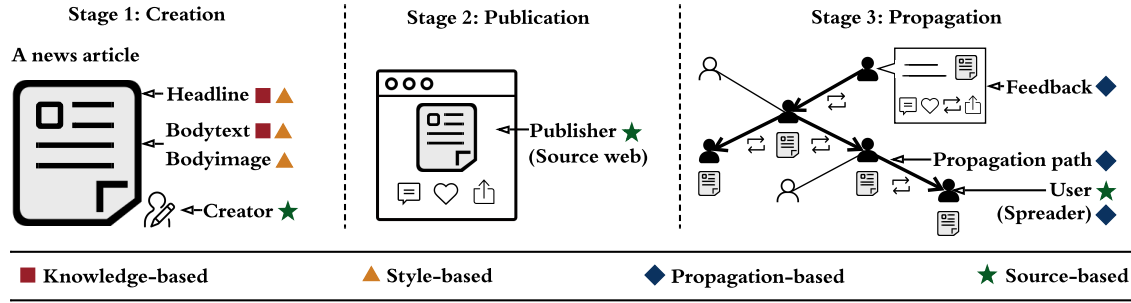 Stage 1: Creation
Stage 2: Publication
Stage 3: Propagation
A news article
Headline
Bodytext
Bodyimage
Creator
Publisher
(Source web)
Feedback
Propagation path
User
(Spreader)
Knowledge-based
Style-based
Propagation-based
Source-based